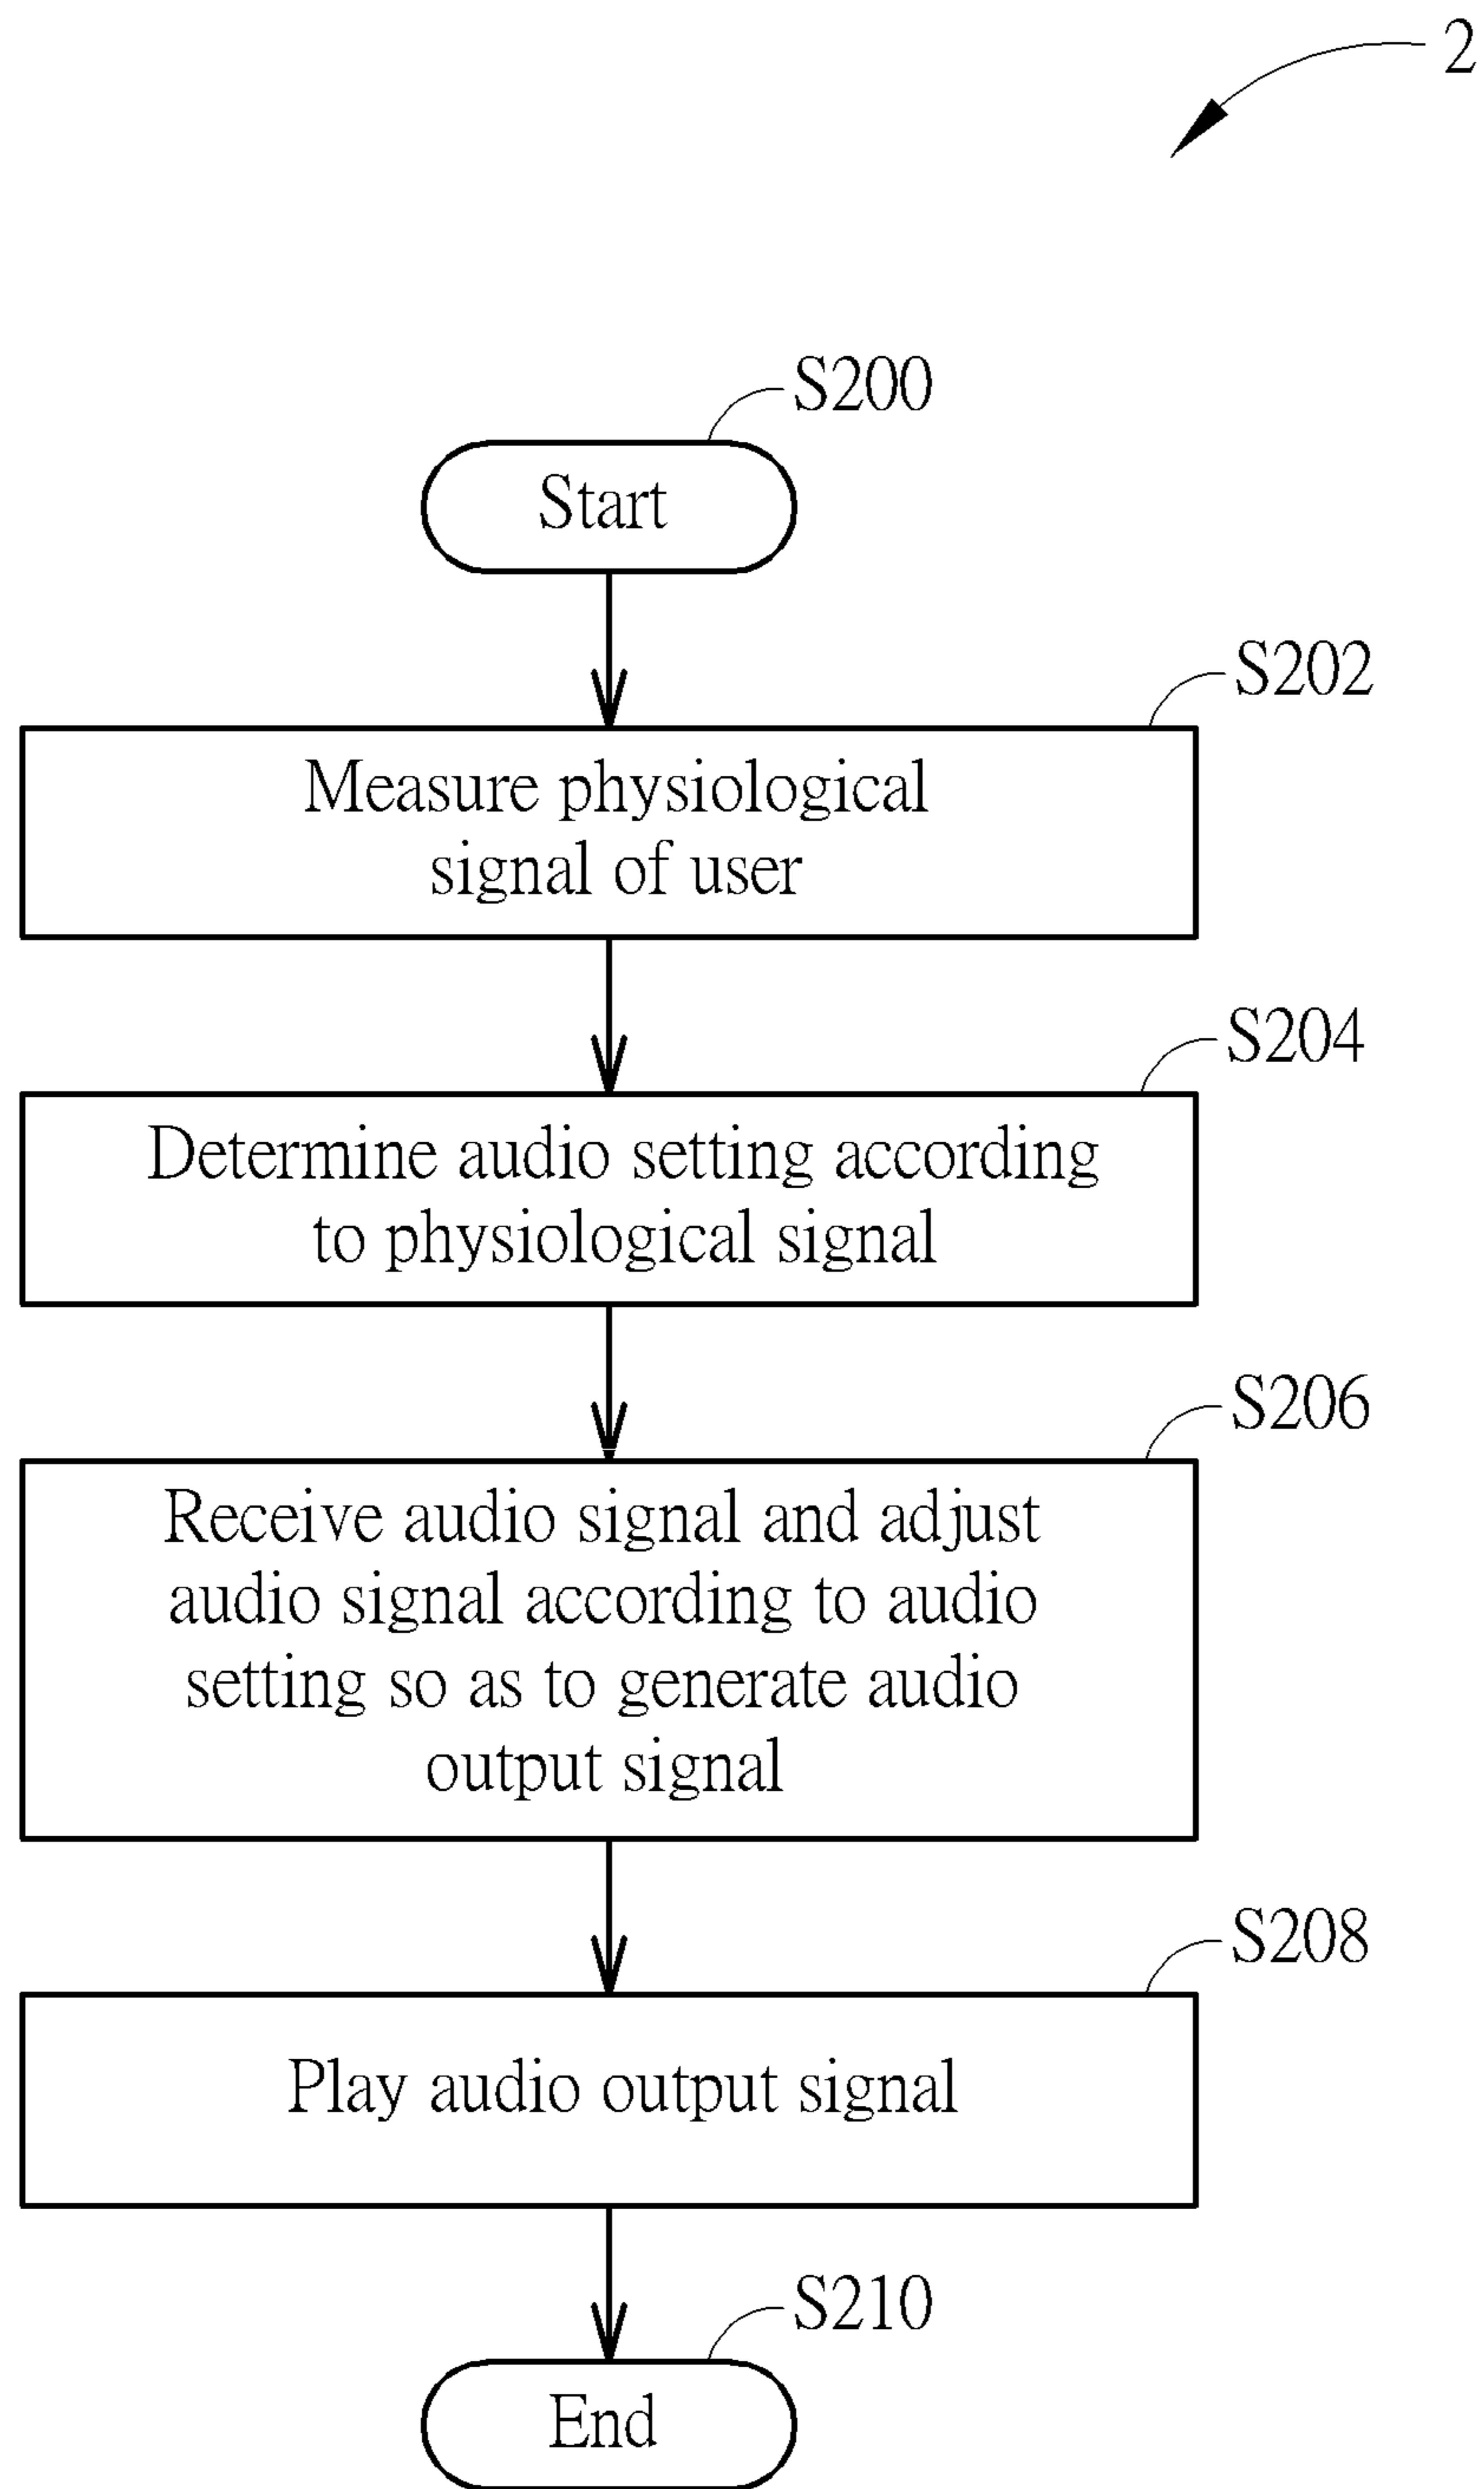 2
S200
Start
S202
Measure physiological
signal of user
S204
Determine audio setting according
to physiological signal
S206
Receive audio signal and adjust
audio signal according to audio
setting so as to generate audio
output signal
S208
Play audio output signal
S210
End